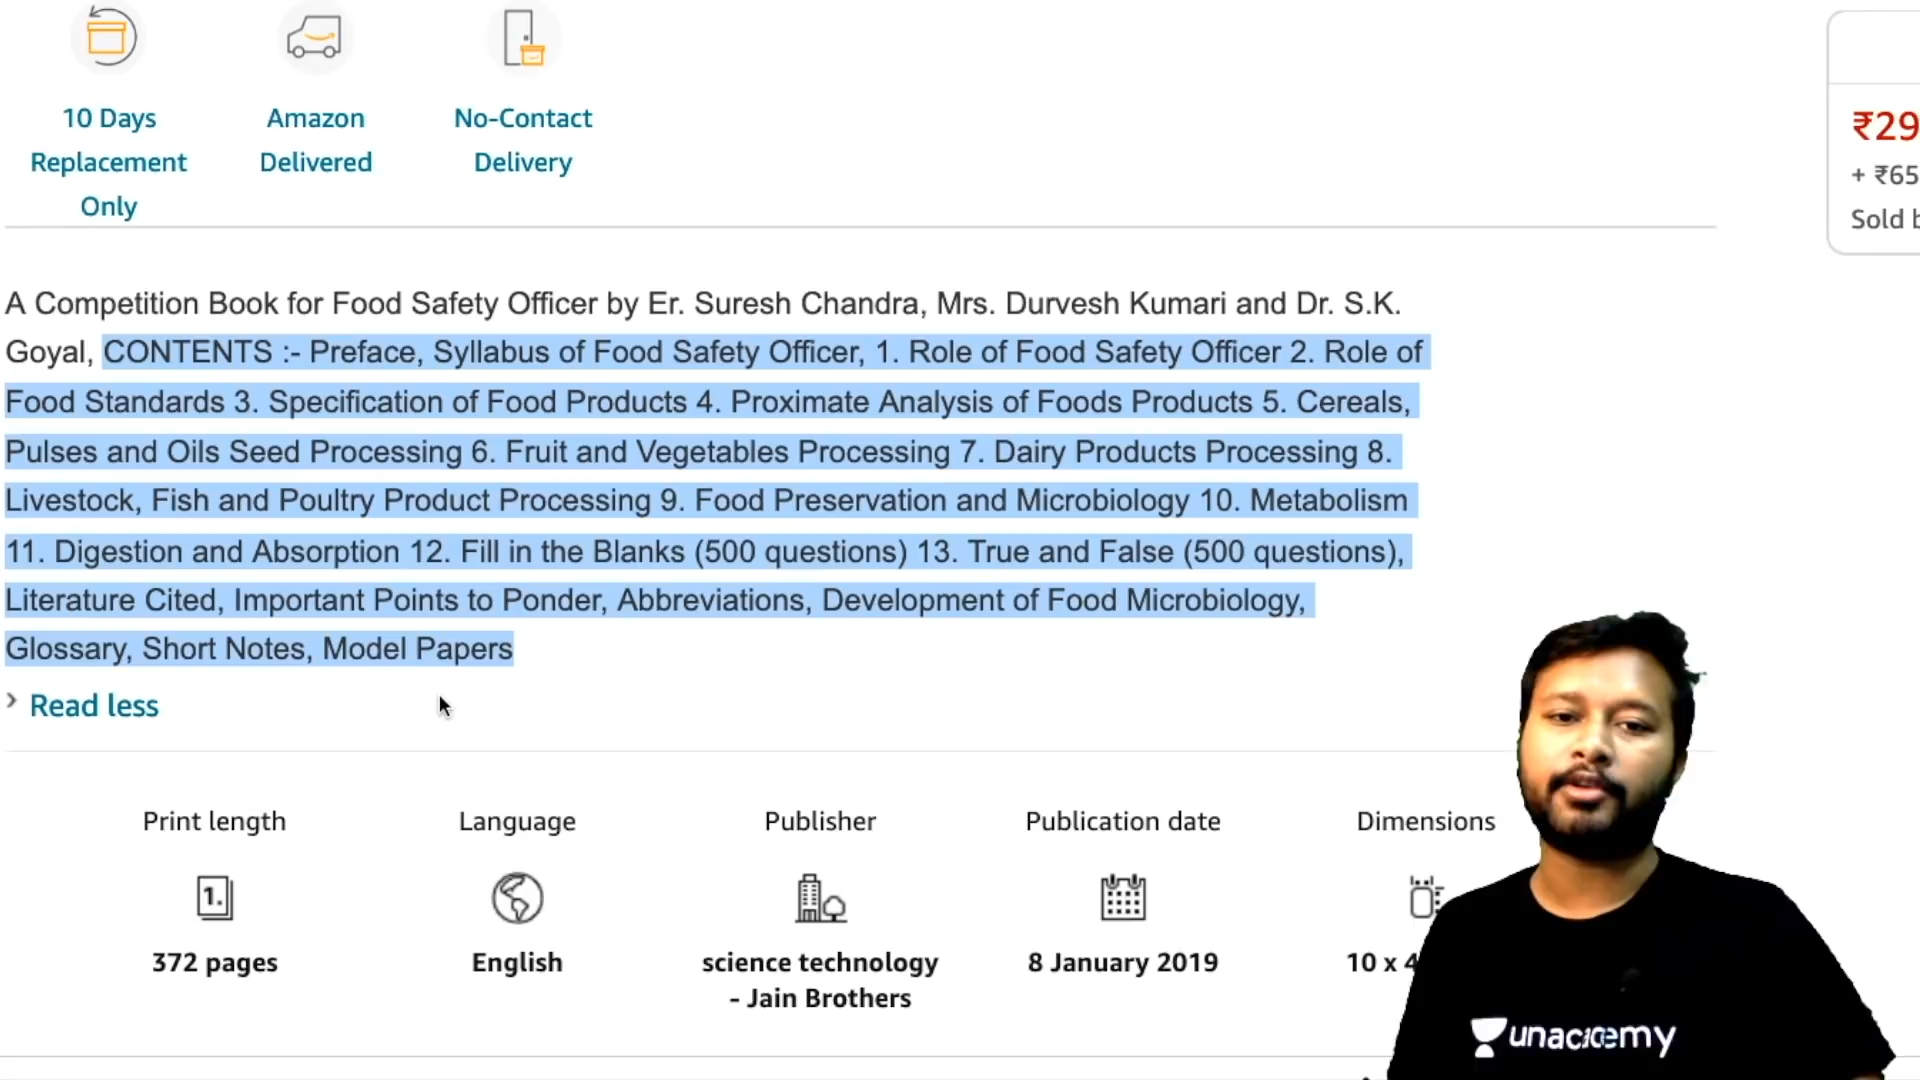 10 Days
Replacement
Only
Amazon
Delivered
No-Contact
Delivery
₹29
+ ₹65
Sold b
A Competition Book for Food Safety Officer by Er. Suresh Chandra, Mrs. Durvesh Kumari and Dr. S.K.
Goyal, CONTENTS :- Preface, Syllabus of Food Safety Officer, 1. Role of Food Safety Officer 2. Role of
Food Standards 3. Specification of Food Products 4. Proximate Analysis of Foods Products 5. Cereals,
Pulses and Oils Seed Processing 6. Fruit and Vegetables Processing 7. Dairy Products Processing 8.
Livestock, Fish and Poultry Product Processing 9. Food Preservation and Microbiology 10. Metabolism
11. Digestion and Absorption 12. Fill in the Blanks (500 questions) 13. True and False (500 questions),
Literature Cited, Important Points to Ponder, Abbreviations, Development of Food Microbiology,
Glossary, Short Notes, Model Papers
Read less
Print length
1.
372 pages
Language
English
Publisher
science technology
- Jain Brothers
Publication date
8 January 2019
Dimensions
10 x 4
unacademy